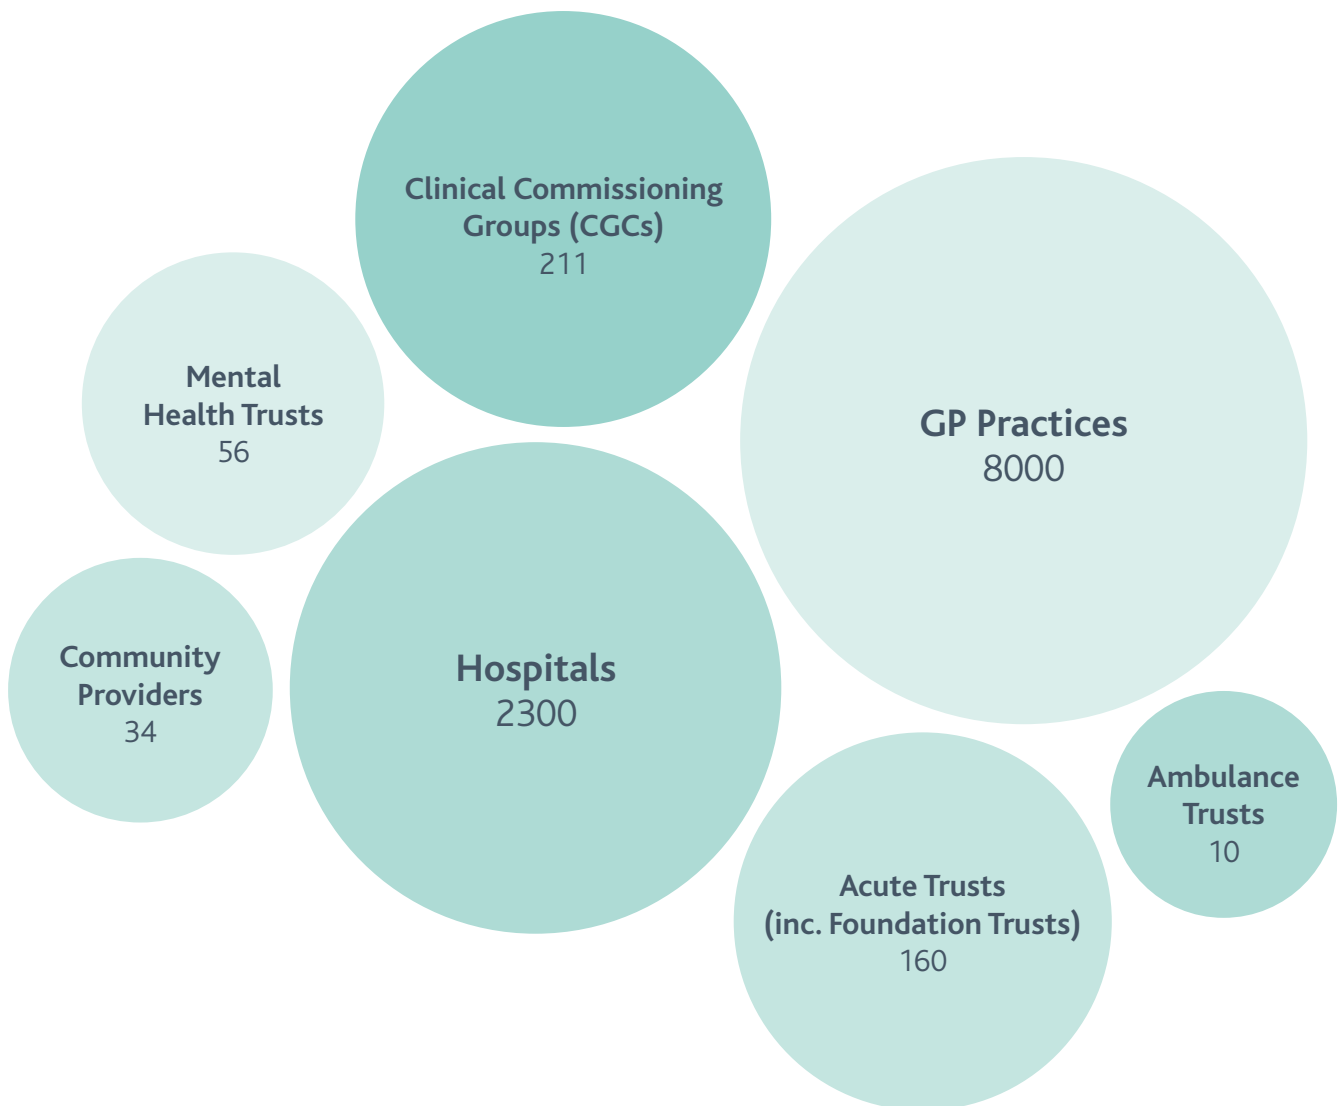 Clinical Commissioning
Groups (CGCs)
211
GP Practices
8000
Mental
Health Trusts
56
Hospitals
2300
Community
Providers
34
Ambulance
Trusts
10
Acute Trusts
(inc. Foundation Trusts)
160